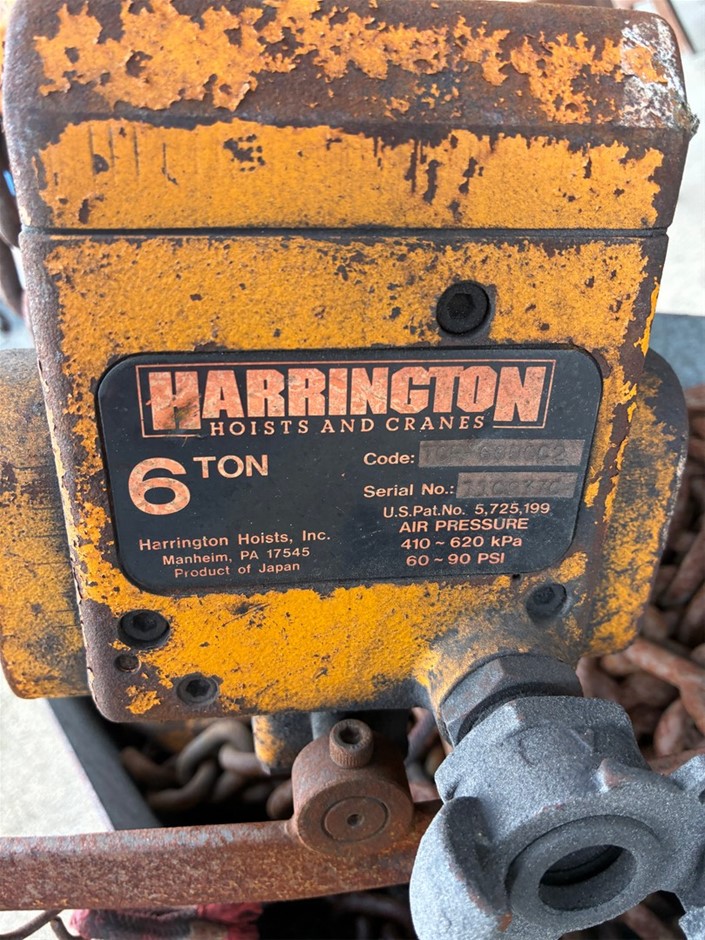 HARRINGTON
HOISTS AND CRANES
6 TON
Code:
Serial No.:
U.S.Pat.No. 5,725,199
AIR PRESSURE
410 ~ 620 kPa
60 ~ 90 PSI
Harrington Hoists, Inc.
Manheim, PA 17545
Product of Japan